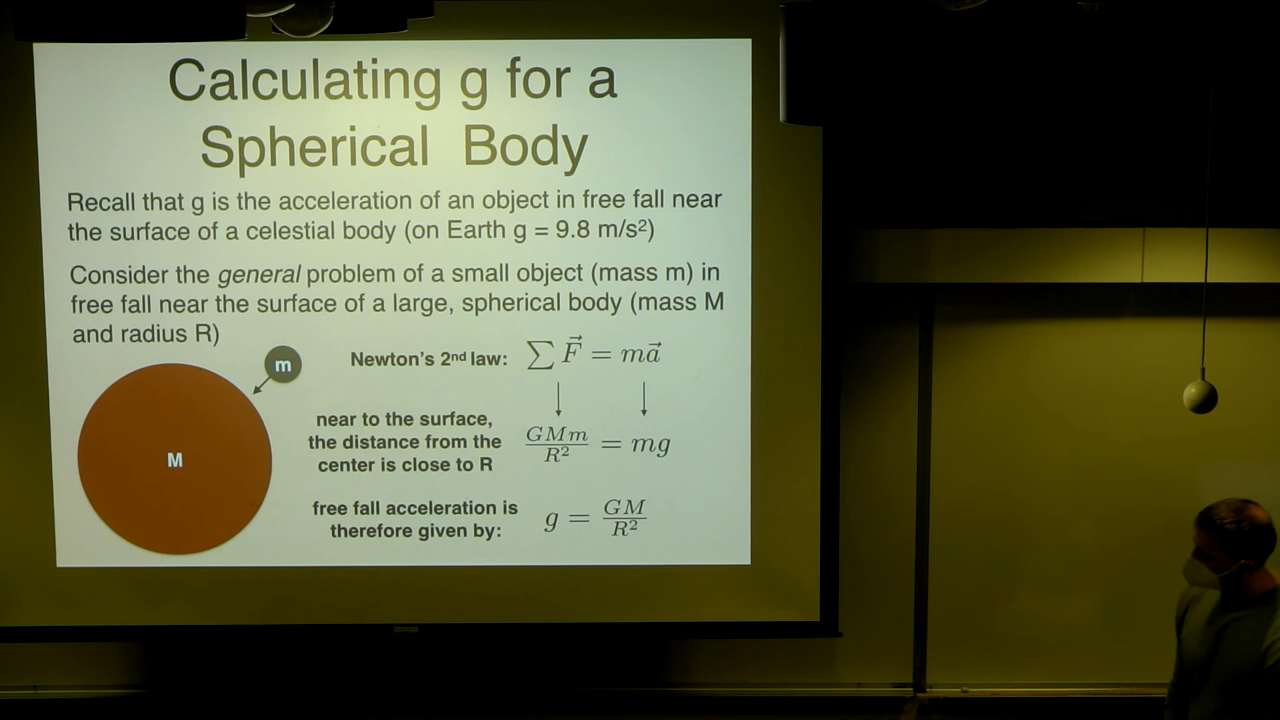 Calculating g for a
Spherical Body
Recall that g is the acceleration of an object in free fall near
the surface of a celestial body (on Earth g = 9.8 m/s²)
Consider the general problem of a small object (mass m) in
free fall near the surface of a large, spherical body (mass M
and radius R)
m
M
Newton's 2nd law: ∑ F⃗ = ma⃗
near to the surface,
the distance from the
center is close to R
GMm/R² = mg
free fall acceleration is
therefore given by:
g = GM/R²